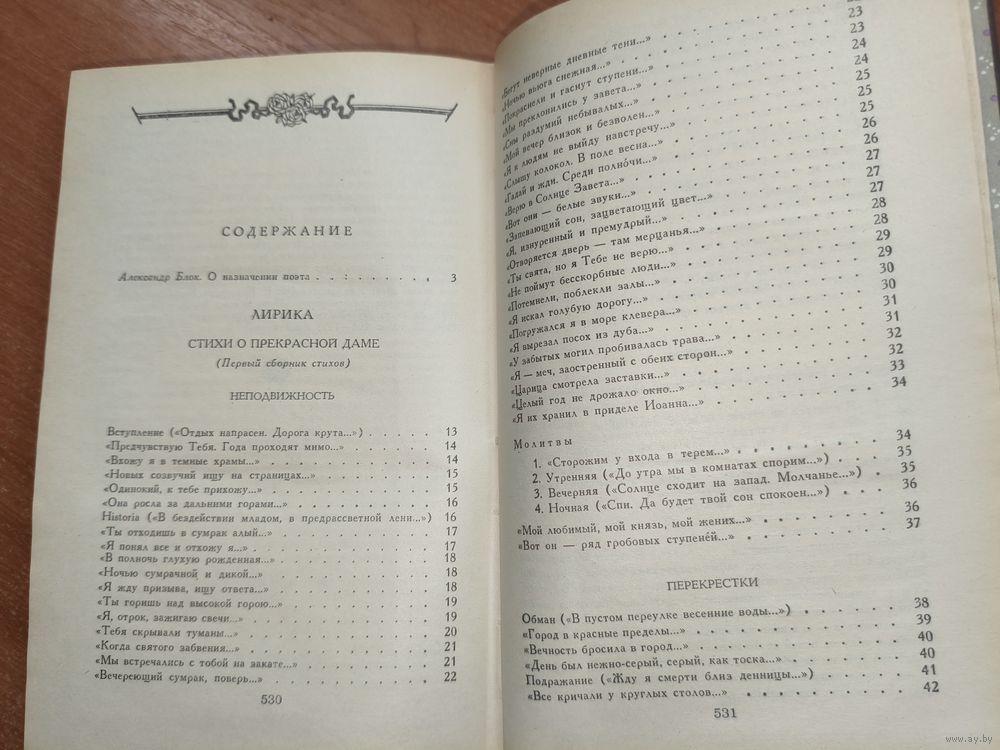 СОДЕРЖАНИЕ
Александр Блок. О назначении поэта . . : . . . . . . 3
ЛИРИКА
СТИХИ О ПРЕКРАСНОЙ ДАМЕ
(Первый сборник стихов)
НЕПОДВИЖНОСТЬ
Вступление («Отдых напрасен. Дорога крута...») . . . . . 13
«Предчувствую Тебя. Года проходят мимо...» . . . . . . 14
«Вхожу я в темные храмы...» . . . . . . . . . . 14
«Новых созвучий ищу на страницах...» . . . . . . . . 15
«Одинокий, к тебе прихожу...» . . . . . . . . . . 15
«Она росла за дальними горами...» . . . . . . . . . 16
Historia («В бездействии младом, в предрассветной лени...») 16
«Ты отходишь в сумрак алый...» . . . . . . . . . . 17
«Я понял все и отхожу я...» . . . . . . . . . . . 17
«В полночь глухую рожденная...» . . . . . . . . . . 18
«Ночью сумрачной и дикой...» . . . . . . . . . . 18
«Я жду призыва, ищу ответа...» . . . . . . . . . . 18
«Ты горишь над высокой горою...» . . . . . . . . . 19
«Я, отрок, зажигаю свечи...» . . . . . . . . . . 19
«Тебя скрывали туманы...» . . . . . . . . . . . 20
«Когда святого забвения...» . . . . . . . . . . . 21
«Мы встречались с тобой на закате...» . . . . . . . . 21
«Вечереющий сумрак, поверь...» . . . . . . . . . . 22
530
«Бегут неверные дневные тени...» . . . . . . . . . 23
«Ночью вьюга снежная...» . . . . . . . . . . . 23
«Покраснели и гаснут ступени...» . . . . . . . . . 24
«Мы преклонились у завета...» . . . . . . . . . . 24
«Сны раздумий небывалых...» . . . . . . . . . . 25
«Мой вечер близок и безволен...» . . . . . . . . . 25
«Я к людям не выйду навстречу...» . . . . . . . . . 25
«Слышу колокол. В поле весна...» . . . . . . . . . 26
«Гадай и жди. Среди полно́чи...» . . . . . . . . . 26
«Верю в Солнце Завета...» . . . . . . . . . . . 27
«Вот они — белые звуки...» . . . . . . . . . . . 27
«Запевающий сон, зацветающий цвет...» . . . . . . . 27
«Я, изнуренный и премудрый...» . . . . . . . . . . 28
«Отворяется дверь — там мерцанья...» . . . . . . . . 28
«Ты свята, но я Тебе не верю...» . . . . . . . . . 29
«Не поймут бесскорбные люди...» . . . . . . . . . 29
«Потемнели, поблекли залы...» . . . . . . . . . . 30
«Я искал голубую дорогу...» . . . . . . . . . . . 30
«Погружался я в море клевера...» . . . . . . . . . 31
«Я вырезал посох из дуба...» . . . . . . . . . . 31
«У забытых могил пробивалась трава...» . . . . . . . 32
«Я — меч, заостренный с обеих сторон...» . . . . . . . 32
«Царица смотрела заставки...» . . . . . . . . . . 33
«Целый год не дрожало окно...» . . . . . . . . . .
«Я их хранил в приделе Иоанна...» . . . . . . . . . 34
Молитвы
1. «Сторожим у входа в терем...» . . . . . . . . . 34
2. Утренняя («До утра мы в комнатах спорим...») . . . . 35
3. Вечерняя («Солнце сходит на запад. Молчанье...») . . . 35
4. Ночная («Спи. Да будет твой сон спокоен...») . . . . 36
«Мой любимый, мой князь, мой жених...» . . . . . . . 36
«Вот он — ряд гробовых ступене́й...» . . . . . . . . 37
ПЕРЕКРЕСТКИ
Обман («В пустом переулке весенние воды...») . . . . . 38
«Город в красные пределы...» . . . . . . . . . . 39
«Вечность бросила в город...» . . . . . . . . . . 40
«День был нежно-серый, серый, как тоска...» . . . . . . 40
Подражание («Жду я смерти близ денницы...») . . . . . 41
«Все кричали у круглых столов...» . . . . . . . . . 42
531
www.ay.by